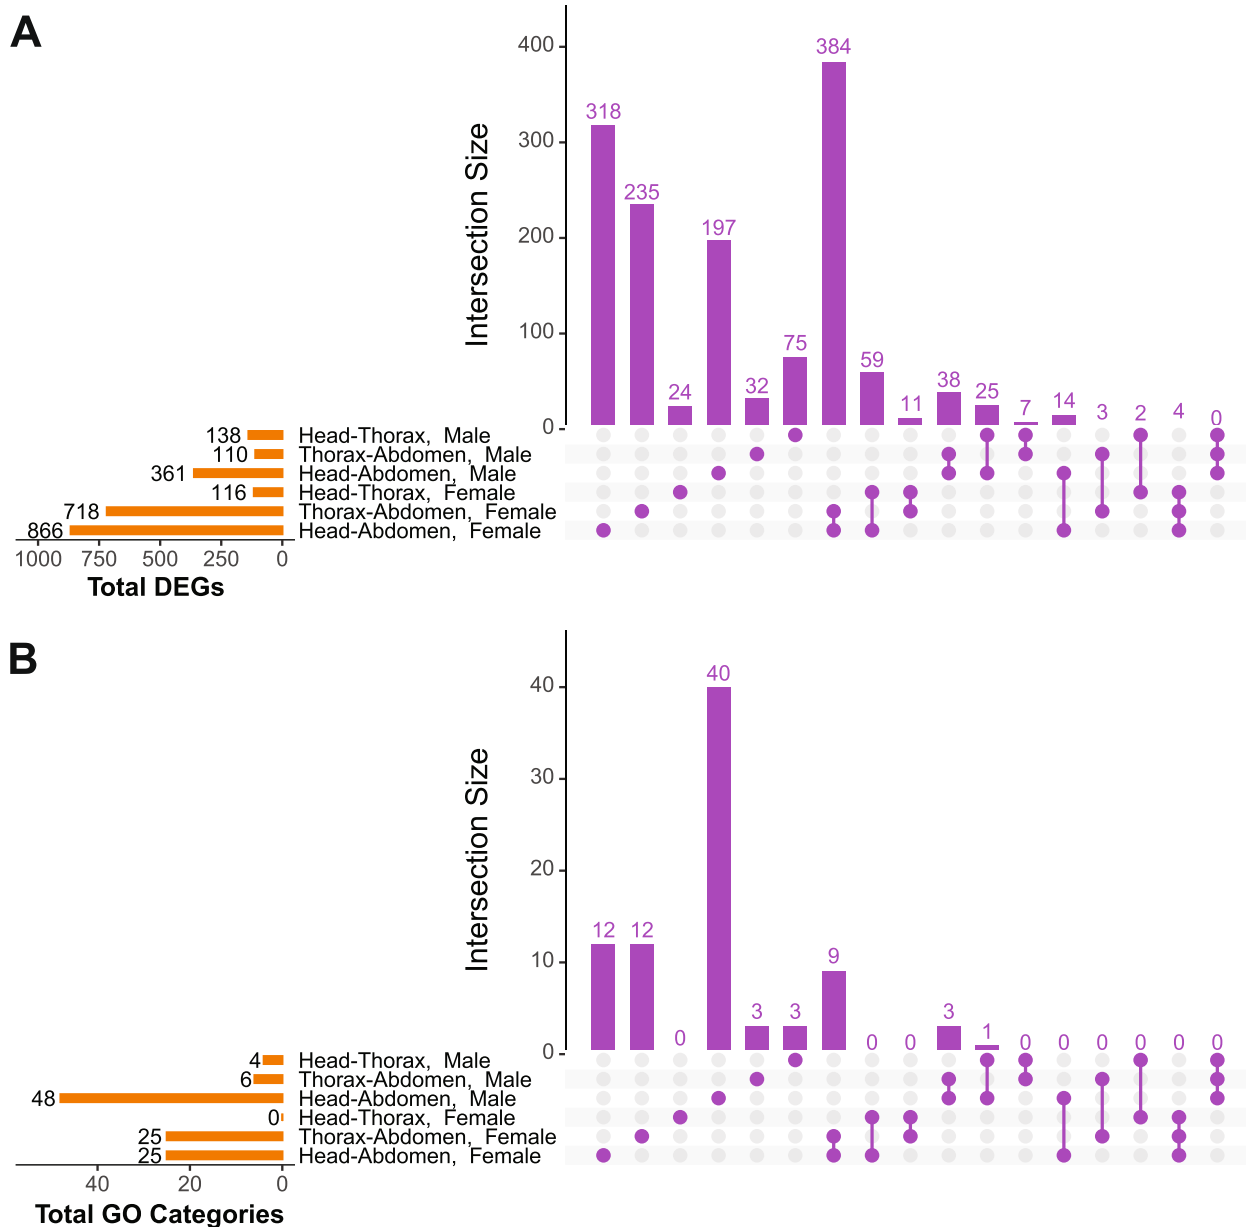 A
Intersection Size
400
300
200
100
0
318
235
24
197
32
75
384
59
11
38
25
7
14
3
2
4
0
138 Head-Thorax, Male
110 Thorax-Abdomen, Male
361 Head-Abdomen, Male
116 Head-Thorax, Female
718 Thorax-Abdomen, Female
866 Head-Abdomen, Female
1000 750 500 250 0
Total DEGs
B
Intersection Size
40
30
20
10
0
12
12
0
40
3
3
9
0
0
3
1
0
0
0
0
0
0
4 Head-Thorax, Male
6 Thorax-Abdomen, Male
48 Head-Abdomen, Male
0 Head-Thorax, Female
25 Thorax-Abdomen, Female
25 Head-Abdomen, Female
40 20 0
Total GO Categories